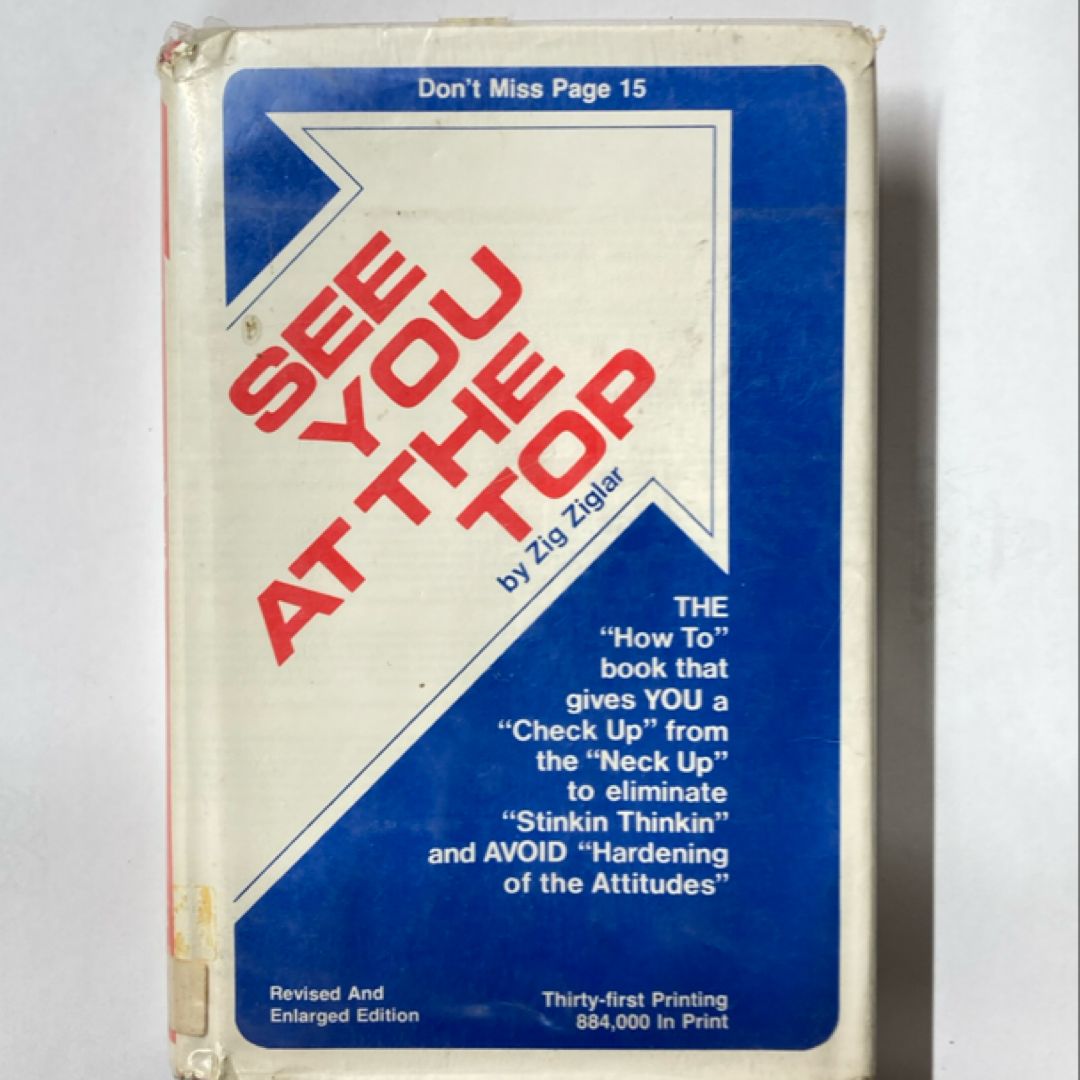 Don't Miss Page 15
SEE
YOU
AT THE
TOP
by Zig Ziglar
THE
“How To”
book that
gives YOU a
“Check Up” from
the “Neck Up”
to eliminate
“Stinkin Thinkin”
and AVOID “Hardening
of the Attitudes”
Revised And
Enlarged Edition
Thirty-first Printing
884,000 In Print